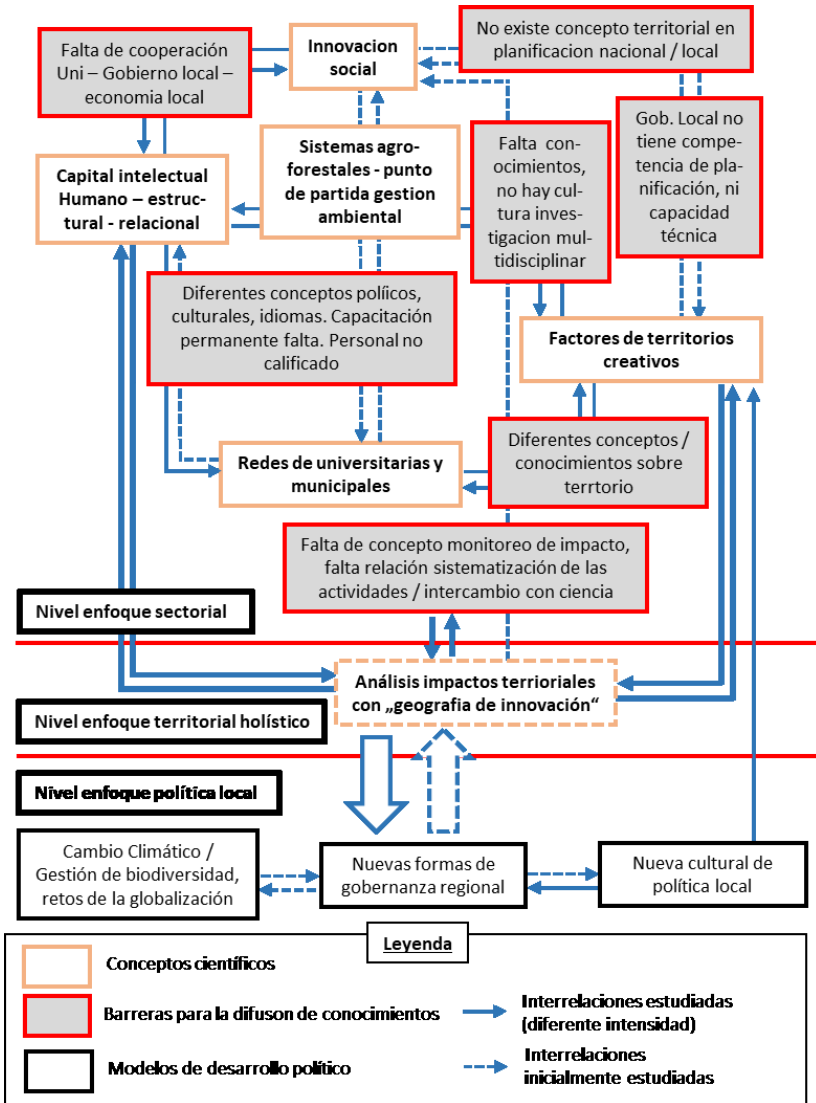 Falta de cooperación
Uni – Gobierno local –
economia local
Innovacion
social
No existe concepto territorial en
planificacion nacional / local
Capital intelectual
Humano – estruc-
tural - relacional
Sistemas agro-
forestales - punto
de partida gestion
ambiental
Falta con-
ocimientos,
no hay cultura
investi-
gacion mul-
tidisciplinar
Gob. Local no
tiene compe-
tencia de pla-
nificación, ni
capacidad
técnica
Diferentes conceptos políicos,
culturales, idiomas. Capacitación
permanente falta. Personal no
calificado
Factores de territorios
creativos
Redes de universitarias y
municipales
Diferentes conceptos /
conocimientos sobre
terrtorio
Falta de concepto monitoreo de impacto,
falta relación sistematización de las
actividades / intercambio con ciencia
Nivel enfoque sectorial
Análisis impactos terrioriales
con „geografia de innovación“
Nivel enfoque territorial holístico
Nivel enfoque política local
Cambio Climático /
Gestión de biodiversidad,
retos de la globalización
Nuevas formas de
gobernanza regional
Nueva cultural de
política local
Leyenda
Conceptos científicos
Barreras para la difuson de conocimientos
Modelos de desarrollo político
Interrelaciones estudiadas
(diferente intensidad)
Interrelaciones
inicialmente estudiadas